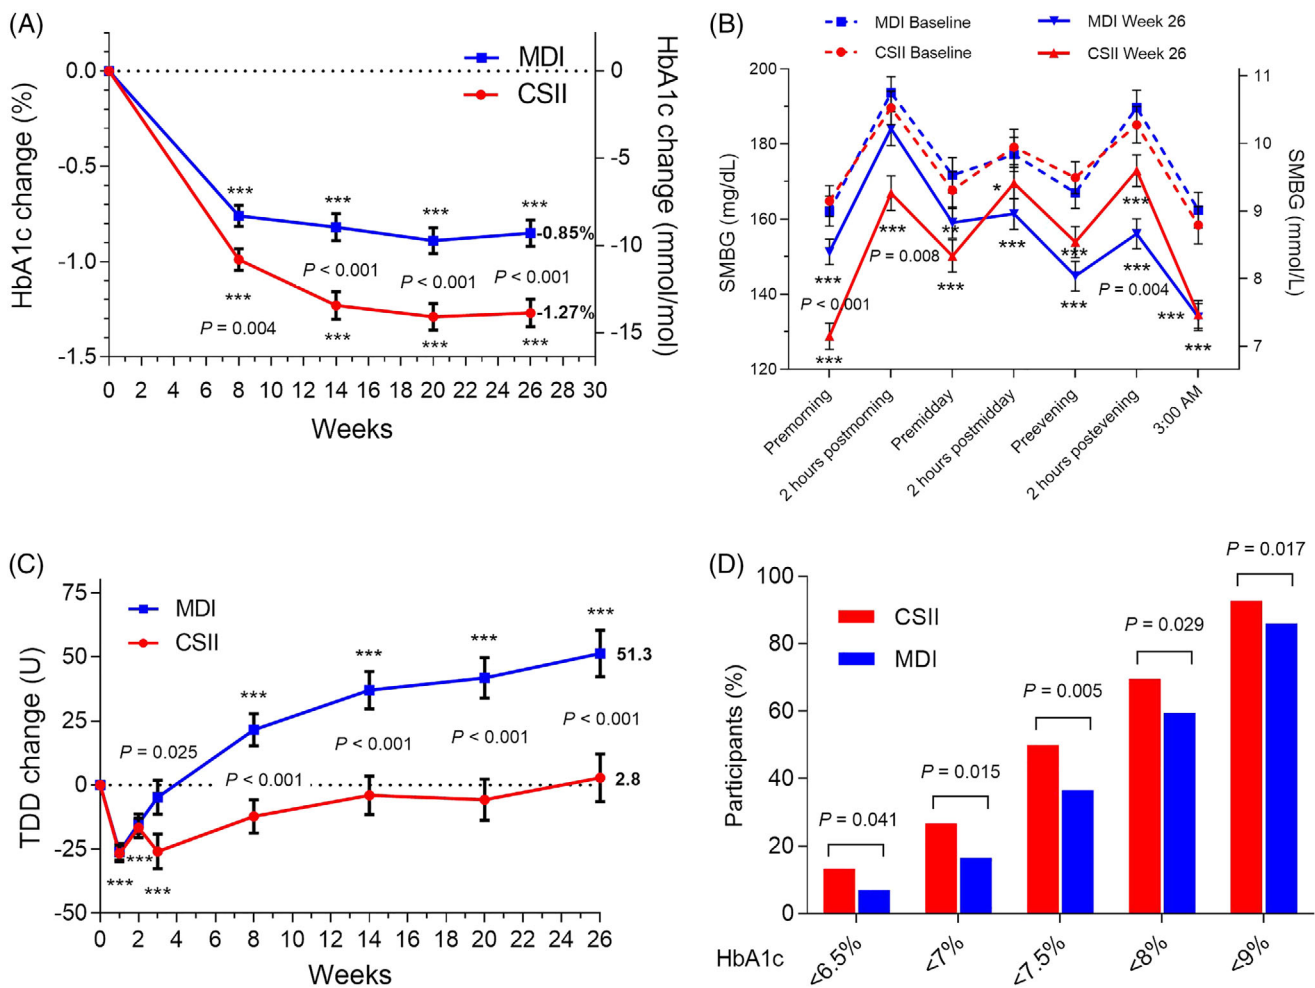 (A)
MDI
CSII
HbA1c change (%)
HbA1c change (mmol/mol)
0.0
-0.5
-1.0
-1.5
0
-5
-10
-15
***
***
***
***
-0.85%
P < 0.001
P < 0.001
P < 0.001
***
P = 0.004
-1.27%
***
***
***
0 2 4 6 8 10 12 14 16 18 20 22 24 26 28 30
Weeks
(B)
MDI Baseline
MDI Week 26
CSII Baseline
CSII Week 26
SMBG (mg/dL)
SMBG (mmol/L)
200
180
160
140
120
11
10
9
8
7
*
***
***
**
***
P = 0.008
***
***
***
P < 0.001
***
***
P = 0.004
***
***
***
***
Premorning
2 hours postmorning
Premidday
2 hours postmidday
Preevening
2 hours postevening
3:00 AM
(C)
MDI
CSII
TDD change (U)
75
50
25
0
-25
-50
***
***
***
***
51.3
P = 0.025
P < 0.001
P < 0.001
P < 0.001
P < 0.001
2.8
***
***
***
0 2 4 6 8 10 12 14 16 18 20 22 24 26
Weeks
(D)
CSII
MDI
Participants (%)
100
80
60
40
20
0
P = 0.041
P = 0.015
P = 0.005
P = 0.029
P = 0.017
HbA1c
<6.5%
<7%
<7.5%
<8%
<9%